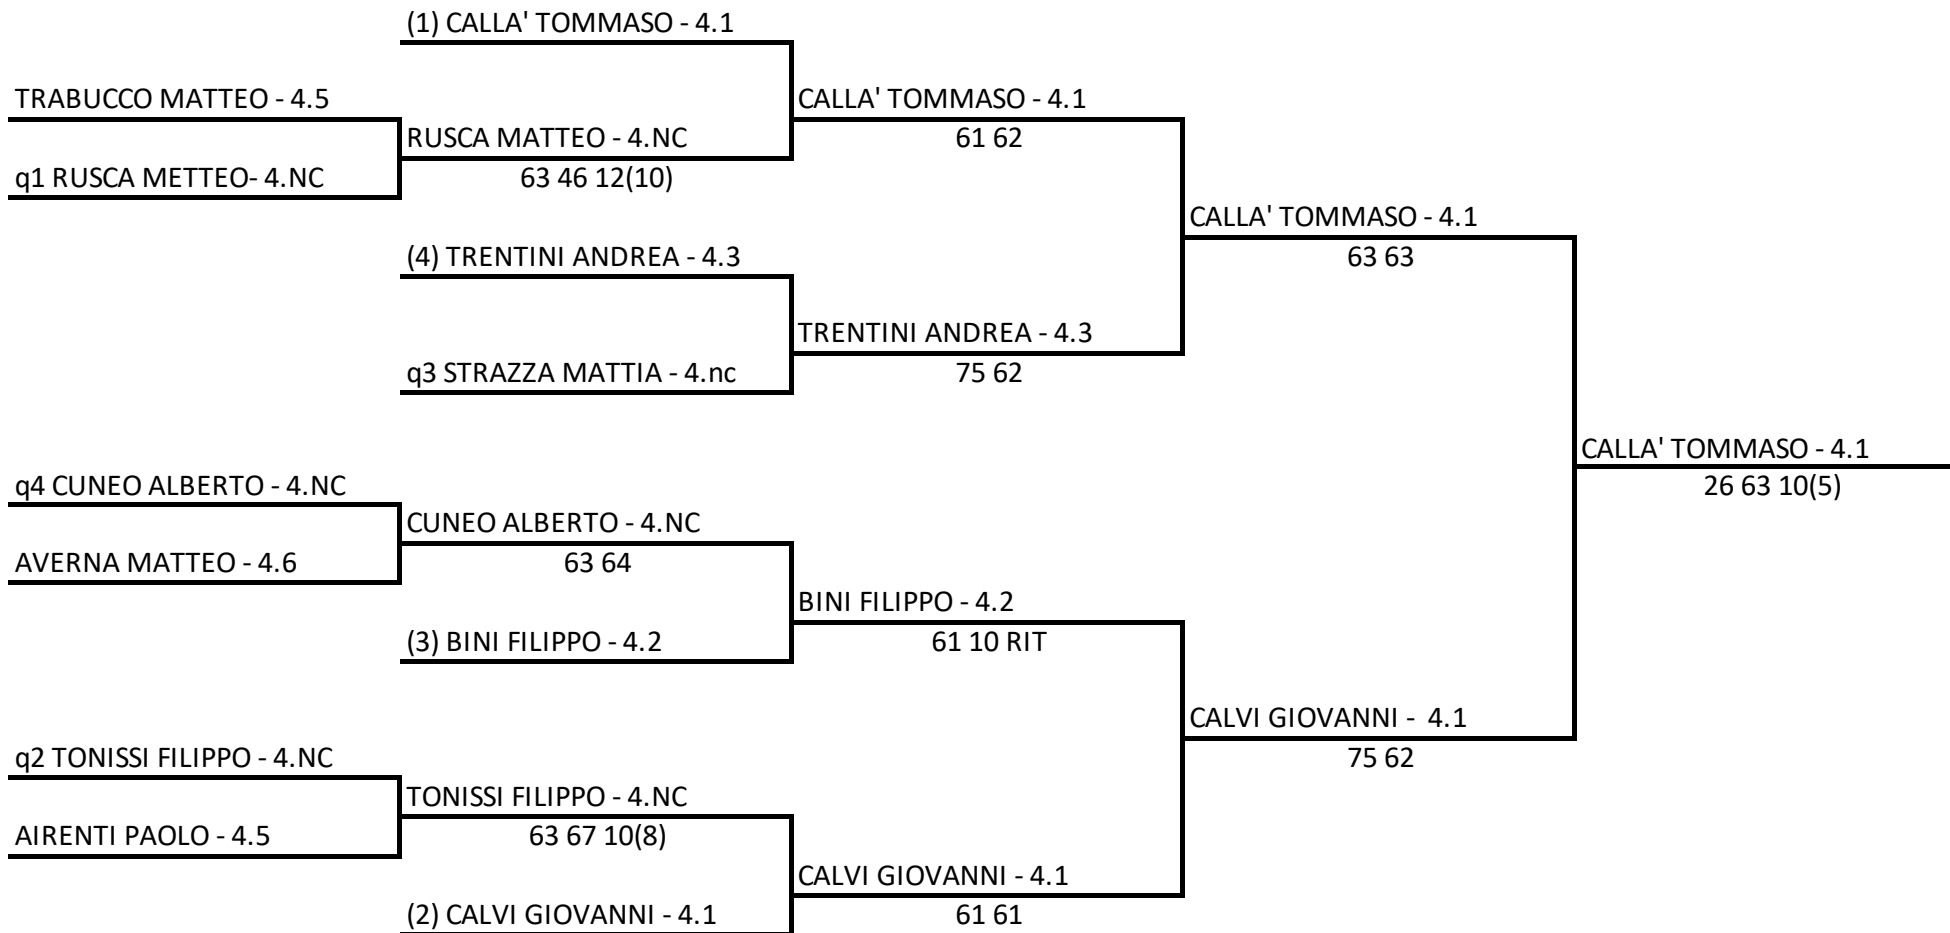 (1) CALLA' TOMMASO - 4.1
TRABUCCO MATTEO - 4.5
CALLA' TOMMASO - 4.1
RUSCA MATTEO - 4.NC
61 62
q1 RUSCA METTEO- 4.NC
63 46 12(10)
CALLA' TOMMASO - 4.1
(4) TRENTINI ANDREA - 4.3
63 63
TRENTINI ANDREA - 4.3
q3 STRAZZA MATTIA - 4.nc
75 62
CALLA' TOMMASO - 4.1
q4 CUNEO ALBERTO - 4.NC
26 63 10(5)
CUNEO ALBERTO - 4.NC
AVERNA MATTEO - 4.6
63 64
BINI FILIPPO - 4.2
(3) BINI FILIPPO - 4.2
61 10 RIT
CALVI GIOVANNI -  4.1
q2 TONISSI FILIPPO - 4.NC
75 62
TONISSI FILIPPO - 4.NC
AIRENTI PAOLO - 4.5
63 67 10(8)
CALVI GIOVANNI - 4.1
(2) CALVI GIOVANNI - 4.1
61 61